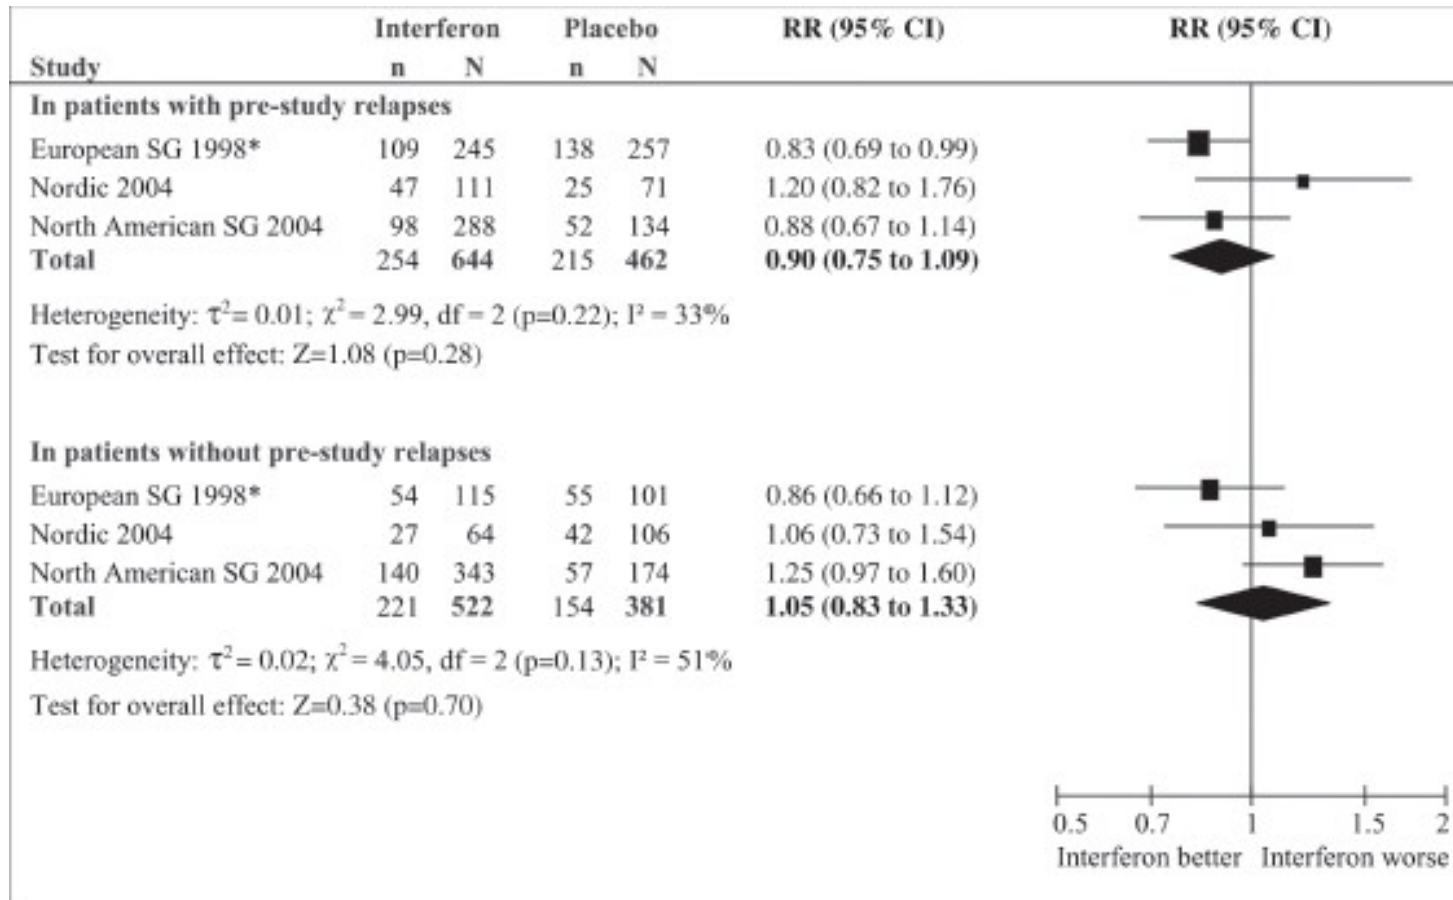 Interferon Placebo RR (95% CI) RR (95% CI)
Study n N n N
In patients with pre-study relapses
European SG 1998* 109 245 138 257 0.83 (0.69 to 0.99)
Nordic 2004 47 111 25 71 1.20 (0.82 to 1.76)
North American SG 2004 98 288 52 134 0.88 (0.67 to 1.14)
Total 254 644 215 462 0.90 (0.75 to 1.09)
Heterogeneity: τ²= 0.01; χ²= 2.99, df = 2 (p=0.22); I² = 33%
Test for overall effect: Z=1.08 (p=0.28)
In patients without pre-study relapses
European SG 1998* 54 115 55 101 0.86 (0.66 to 1.12)
Nordic 2004 27 64 42 106 1.06 (0.73 to 1.54)
North American SG 2004 140 343 57 174 1.25 (0.97 to 1.60)
Total 221 522 154 381 1.05 (0.83 to 1.33)
Heterogeneity: τ²= 0.02; χ²= 4.05, df = 2 (p=0.13); I² = 51%
Test for overall effect: Z=0.38 (p=0.70)
0.5 0.7 1 1.5 2
Interferon better Interferon worse